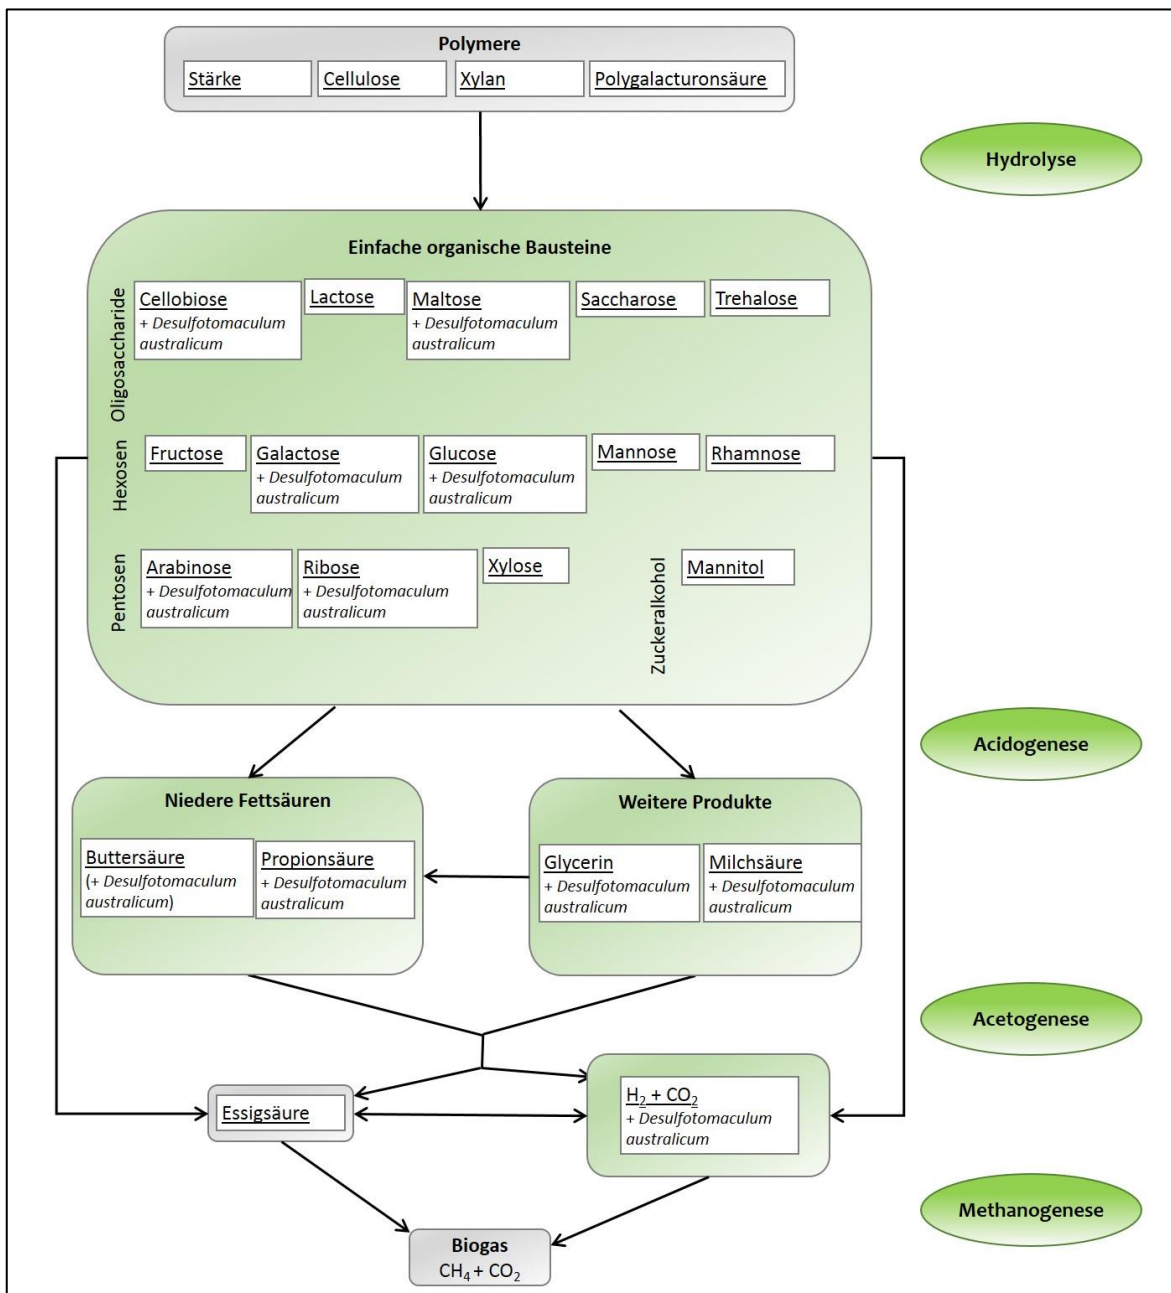 Polymere
Stärke
Cellulose
Xylan
Polygalacturonsäure
Hydrolyse
Einfache organische Bausteine
Oligosaccharide
Cellobiose
+ Desulfotomaculum
australicum
Lactose
Maltose
+ Desulfotomaculum
australicum
Saccharose
Trehalose
Hexosen
Fructose
Galactose
+ Desulfotomaculum
australicum
Glucose
+ Desulfotomaculum
australicum
Mannose
Rhamnose
Pentosen
Arabinose
+ Desulfotomaculum
australicum
Ribose
+ Desulfotomaculum
australicum
Xylose
Zuckeralkohol
Mannitol
Acidogenese
Niedere Fettsäuren
Buttersäure
(+ Desulfotomaculum
australicum)
Propionsäure
+ Desulfotomaculum
australicum
Weitere Produkte
Glycerin
+ Desulfotomaculum
australicum
Milchsäure
+ Desulfotomaculum
australicum
Acetogenese
Essigsäure
H₂ + CO₂
+ Desulfotomaculum
australicum
Methanogenese
Biogas
CH₄ + CO₂